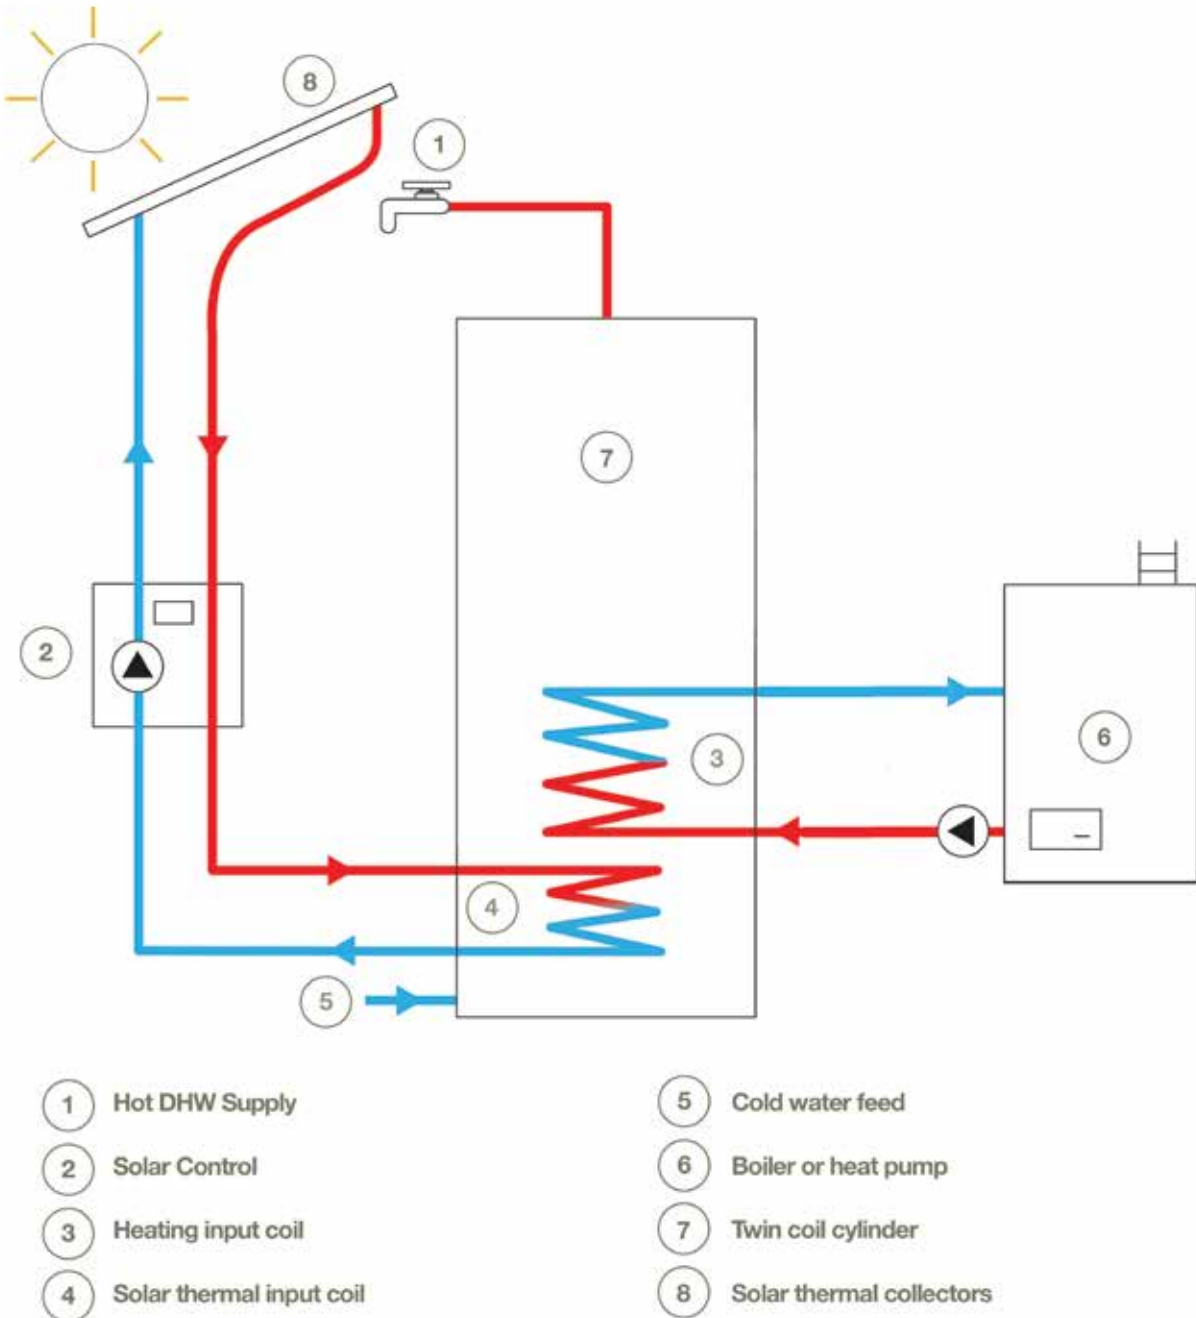 8
1
7
2
6
3
4
5
1 Hot DHW Supply
2 Solar Control
3 Heating input coil
4 Solar thermal input coil
5 Cold water feed
6 Boiler or heat pump
7 Twin coil cylinder
8 Solar thermal collectors